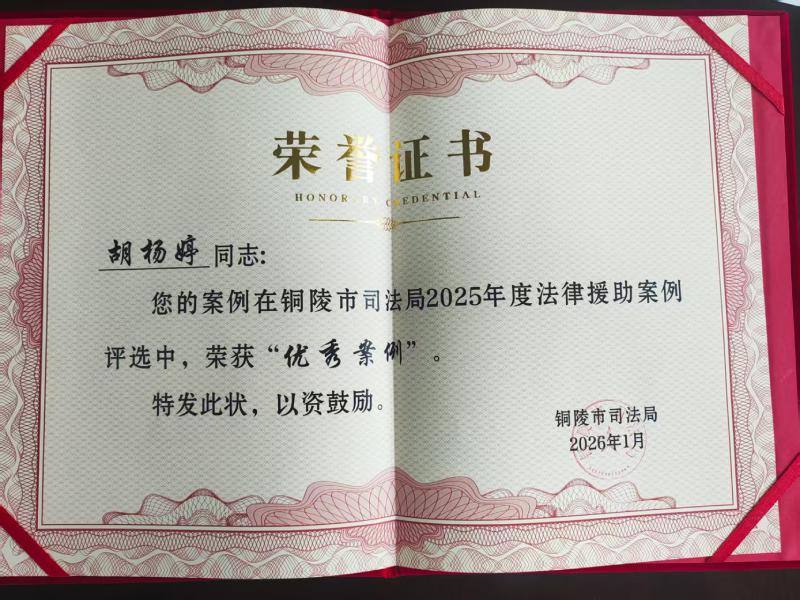 荣誉证书
HONORARY CREDENTIAL
胡杨婷同志：
您的案例在铜陵市司法局2025年度法律援助案例
评选中，荣获“优秀案例”。
特发此状，以资鼓励。
铜陵市司法局
2026年1月